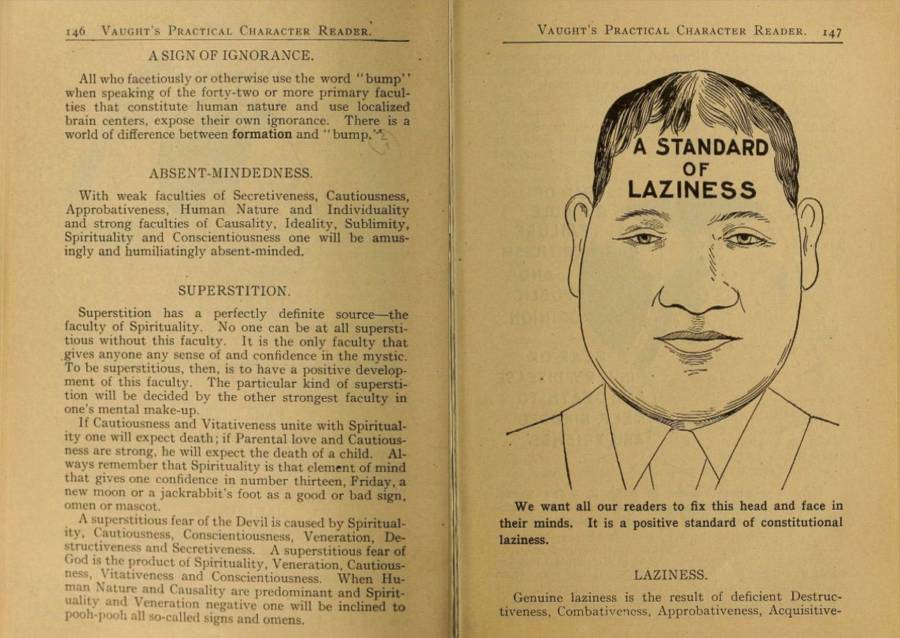 146 VAUGHT'S PRACTICAL CHARACTER READER.
A SIGN OF IGNORANCE.
All who facetiously or otherwise use the word "bump"
when speaking of the forty-two or more primary facul-
ties that constitute human nature and use localized
brain centers, expose their own ignorance. There is a
world of difference between formation and "bump."
ABSENT-MINDEDNESS.
With weak faculties of Secretiveness, Cautiousness,
Approbativeness, Human Nature and Individuality
and strong faculties of Causality, Ideality, Sublimity,
Spirituality and Conscientiousness one will be amus-
ingly and humiliatingly absent-minded.
SUPERSTITION.
Superstition has a perfectly definite source—the
faculty of Spirituality. No one can be at all supersti-
tious without this faculty. It is the only faculty that
gives anyone any sense of and confidence in the mystic.
To be superstitious, then, is to have a positive develop-
ment of this faculty. The particular kind of supersti-
tion will be decided by the other strongest faculty in
one's mental make-up.
If Cautiousness and Vitativeness unite with Spiritual-
ity one will expect death; if Parental love and Cautious-
ness are strong, he will expect the death of a child. Al-
ways remember that Spirituality is that element of mind
that gives one confidence in number thirteen, Friday, a
new moon or a jackrabbit's foot as a good or bad sign,
omen or mascot.
A superstitious fear of the Devil is caused by Spiritual-
ity, Cautiousness, Conscientiousness, Veneration, De-
structiveness and Secretiveness. A superstitious fear of
God is the product of Spirituality, Veneration, Cautious-
ness, Vitativeness and Conscientiousness. When Hu-
man Nature and Causality are predominant and Spirit-
uality and Veneration negative one will be inclined to
pooh-pooh all so-called signs and omens.
VAUGHT'S PRACTICAL CHARACTER READER. 147
A STANDARD
OF
LAZINESS
We want all our readers to fix this head and face in
their minds. It is a positive standard of constitutional
laziness.
LAZINESS.
Genuine laziness is the result of deficient Destruc-
tiveness, Combativeness, Approbativeness, Acquisitive-